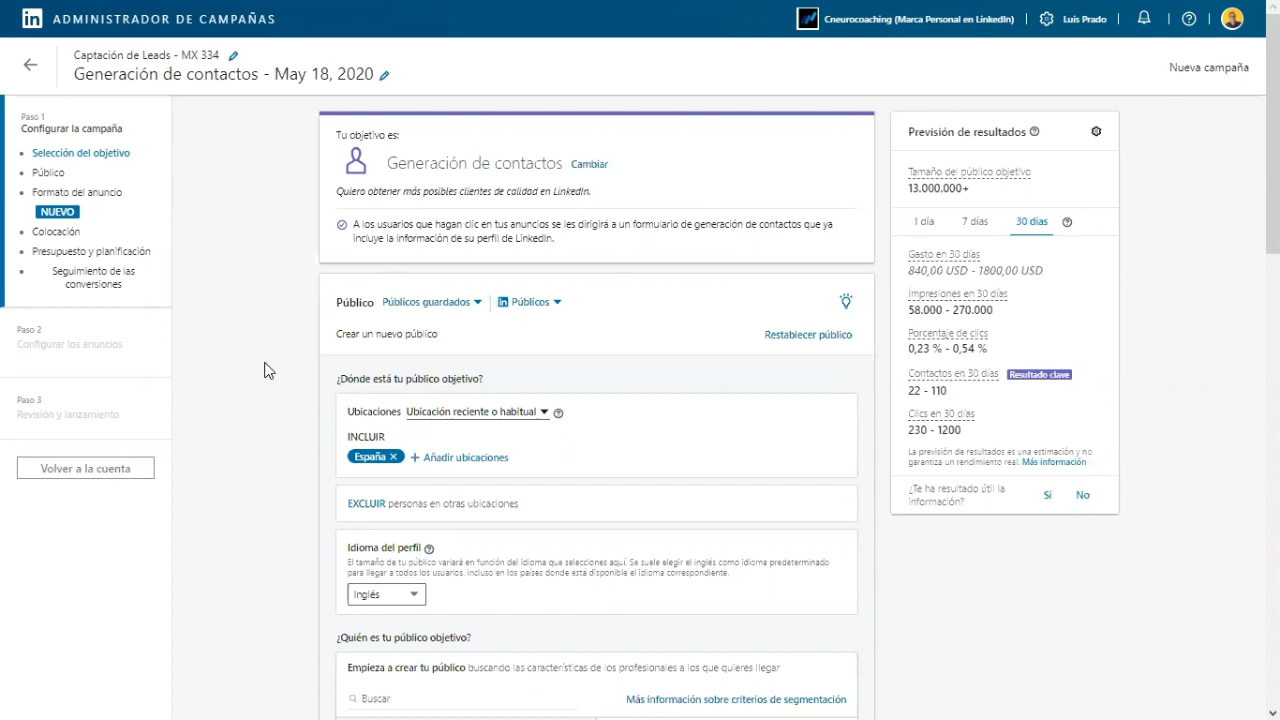 in ADMINISTRADOR DE CAMPAÑAS
Cneurocoaching (Marca Personal en LinkedIn)
Luis Prado
Captación de Leads - MX 334
Generación de contactos - May 18, 2020
Nueva campaña
Paso 1
Configurar la campaña
Selección del objetivo
Público
Formato del anuncio
NUEVO
Colocación
Presupuesto y planificación
Seguimiento de las
conversiones
Paso 2
Configurar los anuncios
Paso 3
Revisión y lanzamiento
Volver a la cuenta
Tu objetivo es:
Generación de contactos Cambiar
Quiero obtener más posibles clientes de calidad en LinkedIn.
A los usuarios que hagan clic en tus anuncios se les dirigirá a un formulario de generación de contactos que ya
incluye la información de su perfil de LinkedIn.
Público Públicos guardados in Públicos
Crear un nuevo público
Restablecer público
¿Dónde está tu público objetivo?
Ubicaciones Ubicación reciente o habitual
INCLUIR
España × + Añadir ubicaciones
EXCLUIR personas en otras ubicaciones
Idioma del perfil
El tamaño de tu público variará en función del idioma que selecciones aquí. Se suele elegir el inglés como idioma predeterminado
para llegar a todos los usuarios, incluso en los países donde está disponible el idioma correspondiente.
Inglés
¿Quién es tu público objetivo?
Empieza a crear tu público buscando las características de los profesionales a los que quieres llegar
Buscar
Más información sobre criterios de segmentación
Previsión de resultados
Tamaño del público objetivo
13.000.000+
1 día 7 días 30 días
Gasto en 30 días
840,00 USD - 1800,00 USD
Impresiones en 30 días
58.000 - 270.000
Porcentaje de clics
0,23 % - 0,54 %
Contactos en 30 días Resultado clave
22 - 110
Clics en 30 días
230 - 1200
La previsión de resultados es una estimación y no
garantiza un rendimiento real. Más información
¿Te ha resultado útil la
información?
Sí No